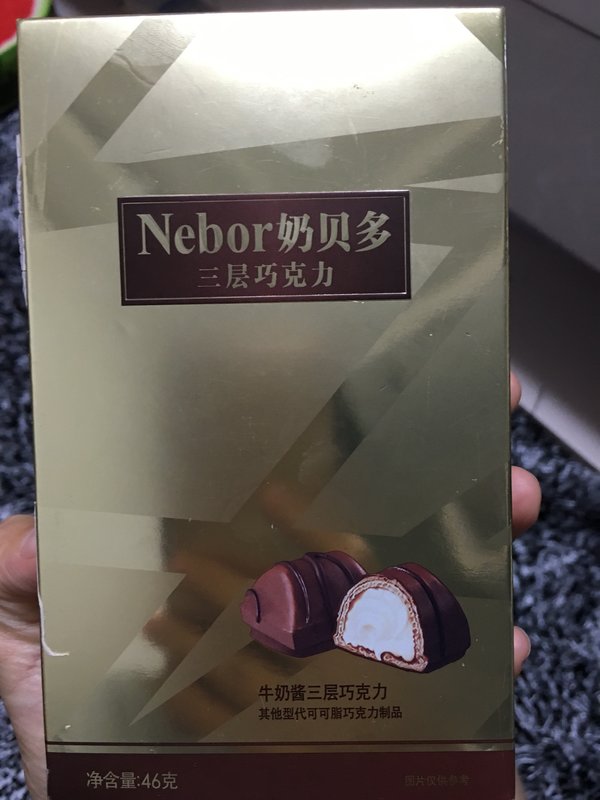 Nebor奶贝多
三层巧克力
牛奶酱三层巧克力
其他型代可可脂巧克力制品
净含量:46克
图片仅供参考